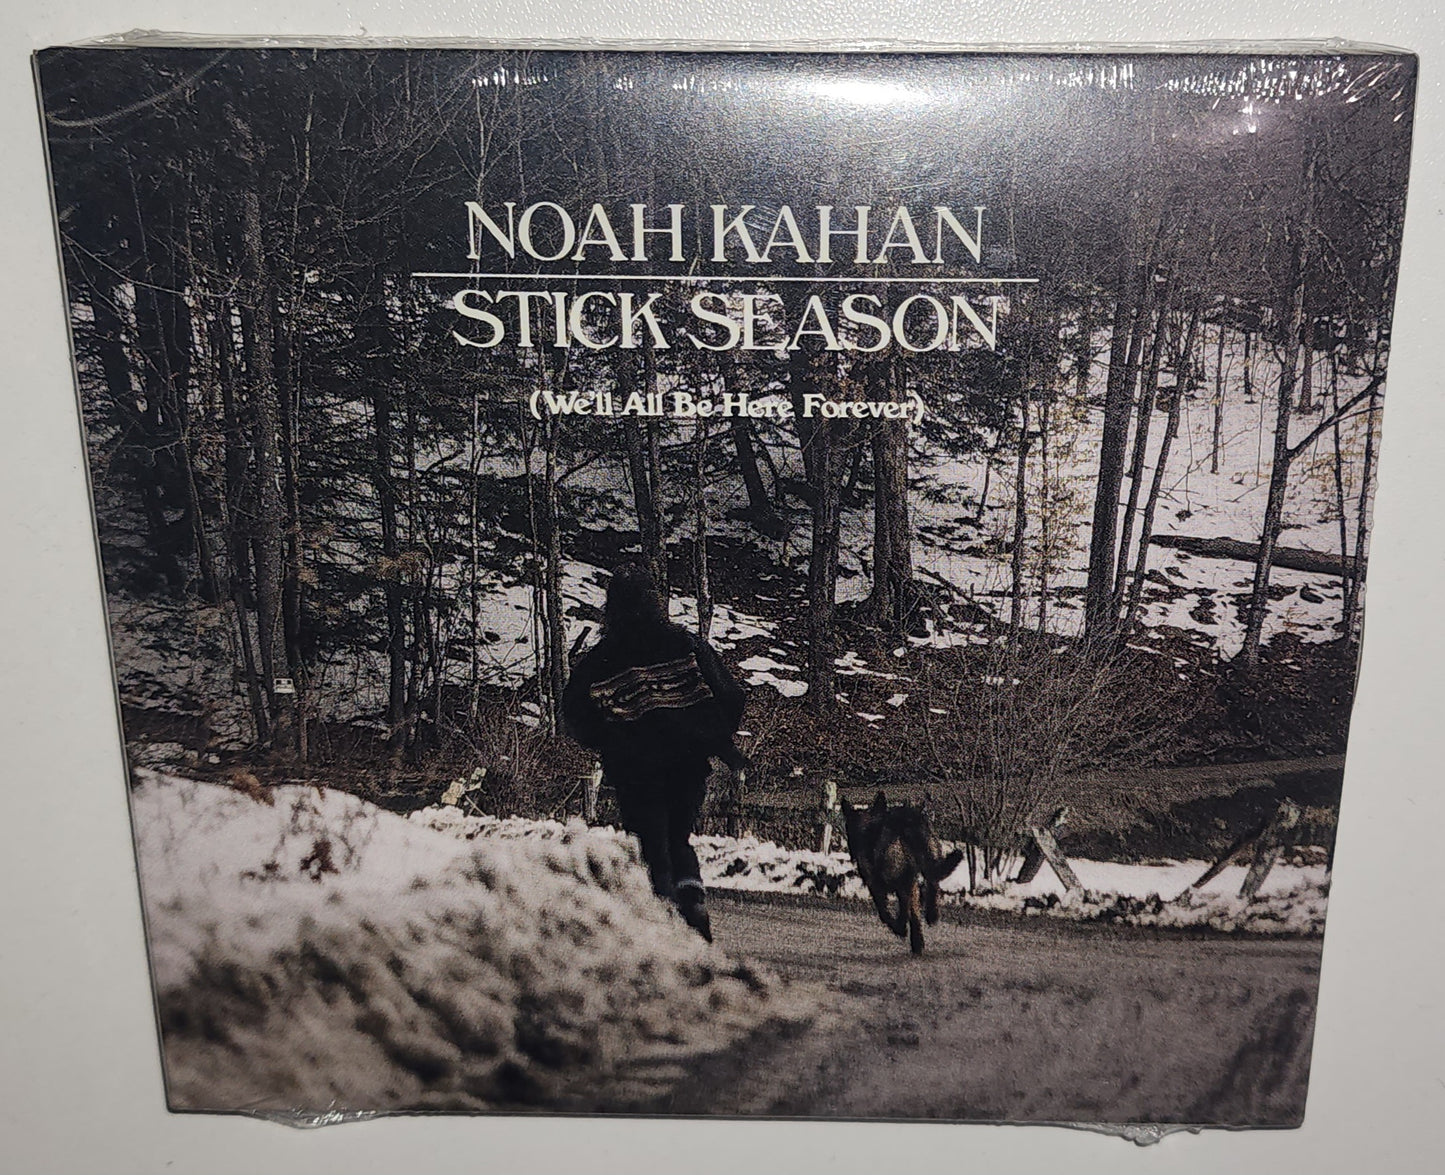 NOAH KAHAN
STICK SEASON
(We'll All Be Here Forever)